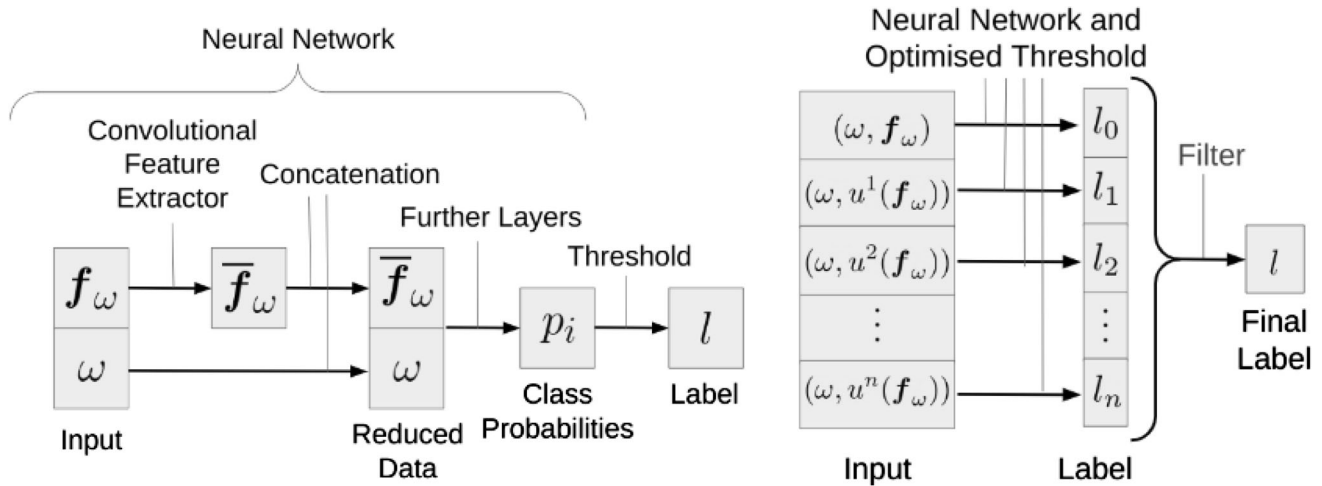 Neural Network
Convolutional
Feature
Extractor
Concatenation
Further Layers
Threshold
𝒇_ω
𝒇̅_ω
𝒇̅_ω
ω
ω
p_i
l
Input
Reduced
Data
Class
Probabilities
Label
Neural Network and
Optimised Threshold
(ω, 𝒇_ω)
l_0
(ω, u^1(𝒇_ω))
l_1
(ω, u^2(𝒇_ω))
l_2
⋮
⋮
(ω, u^n(𝒇_ω))
l_n
Filter
l
Final
Label
Input
Label